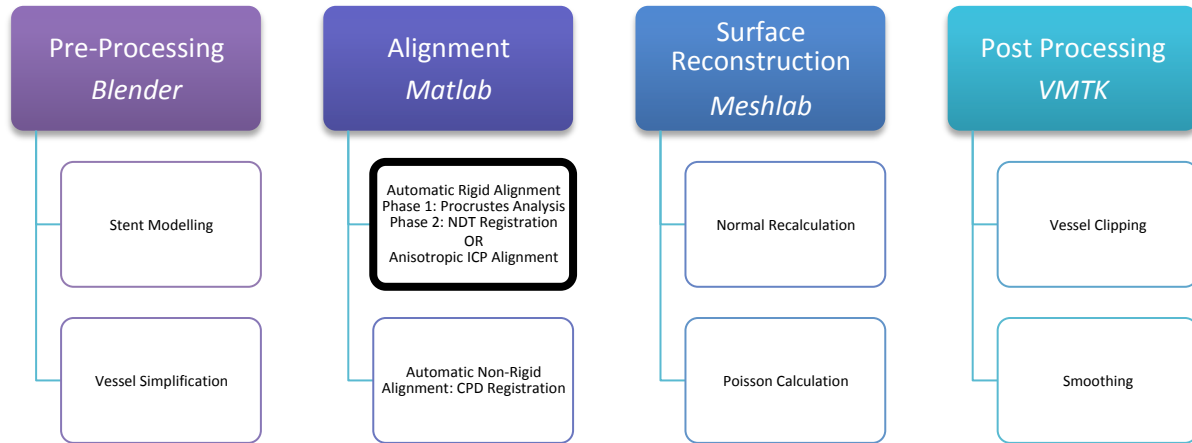 Pre-Processing
Blender
Stent Modelling
Vessel Simplification
Alignment
Matlab
Automatic Rigid Alignment
Phase 1: Procrustes Analysis
Phase 2: NDT Registration
OR
Anisotropic ICP Alignment
Automatic Non-Rigid
Alignment: CPD Registration
Surface
Reconstruction
Meshlab
Normal Recalculation
Poisson Calculation
Post Processing
VMTK
Vessel Clipping
Smoothing